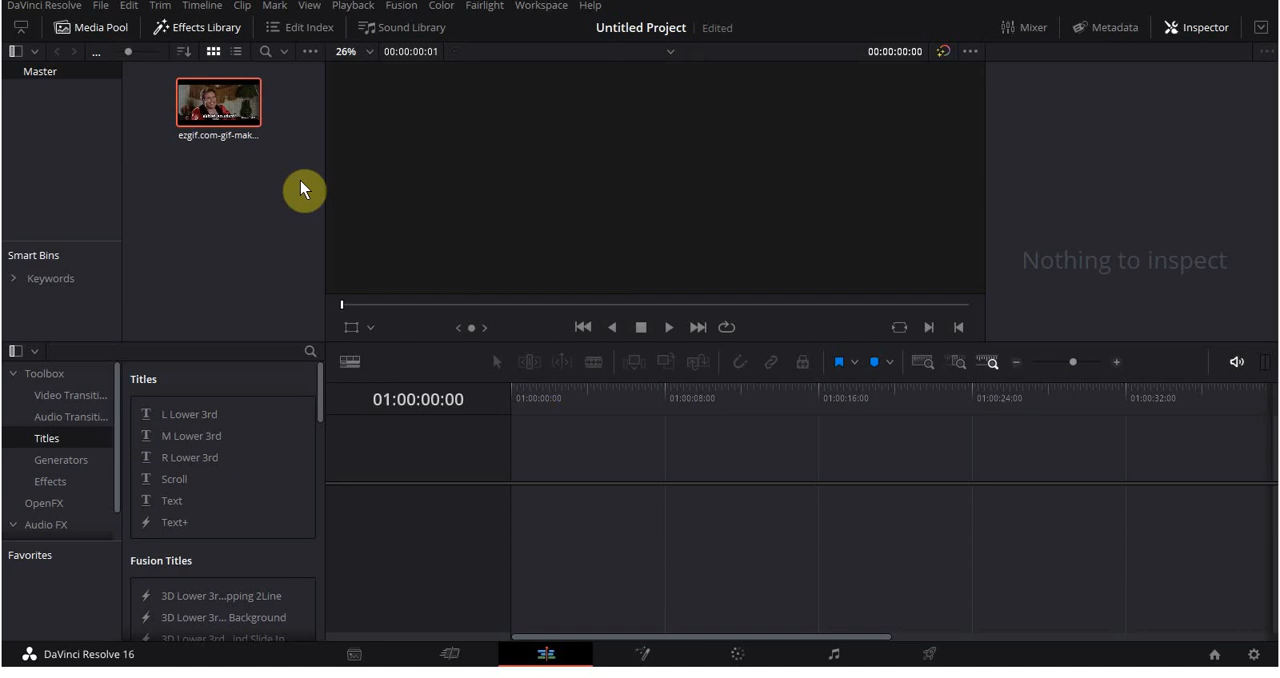 DaVinci Resolve File Edit Trim Timeline Clip Mark View Playback Fusion Color Fairlight Workspace Help
Media Pool Effects Library Edit Index Sound Library Untitled Project Edited Mixer Metadata Inspector
... 26% 00:00:00:01 00:00:00:00
Master
ezgif.com-gif-mak...
Smart Bins
Keywords
Nothing to inspect
Toolbox
Video Transiti...
Audio Transiti...
Titles
Generators
Effects
OpenFX
Audio FX
Favorites
Titles
L Lower 3rd
M Lower 3rd
R Lower 3rd
Scroll
Text
Text+
Fusion Titles
3D Lower 3r...pping 2Line
3D Lower 3r... Background
3D Lower 3rd...ind Slide In
01:00:00:00
01:00:00:00 01:00:08:00 01:00:16:00 01:00:24:00 01:00:32:00
DaVinci Resolve 16